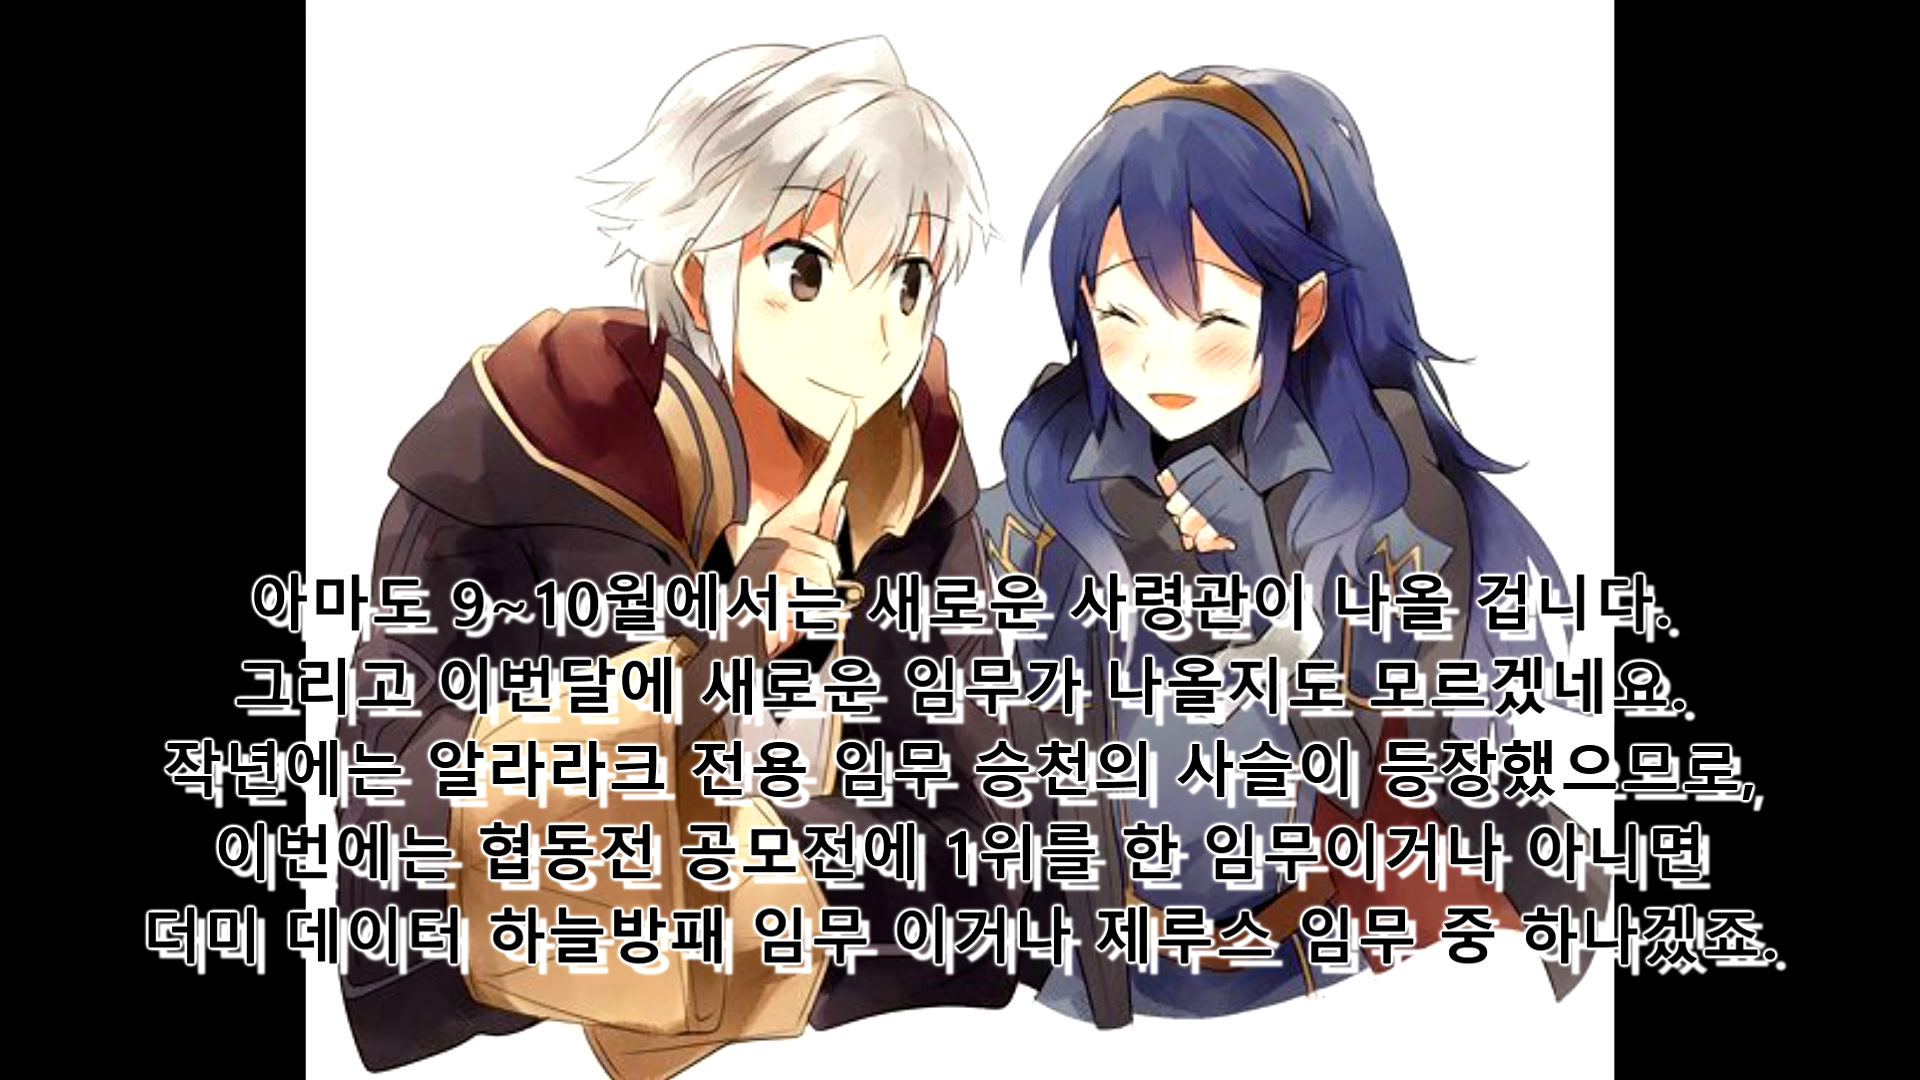 아마도 9~10월에서는 새로운 사령관이 나올 겁니다.
그리고 이번달에 새로운 임무가 나올지도 모르겠네요.
작년에는 알라라크 전용 임무 승천의 사슬이 등장했으므로,
이번에는 협동전 공모전에 1위를 한 임무이거나 아니면
더미 데이터 하늘방패 임무 이거나 제루스 임무 중 하나겠죠.